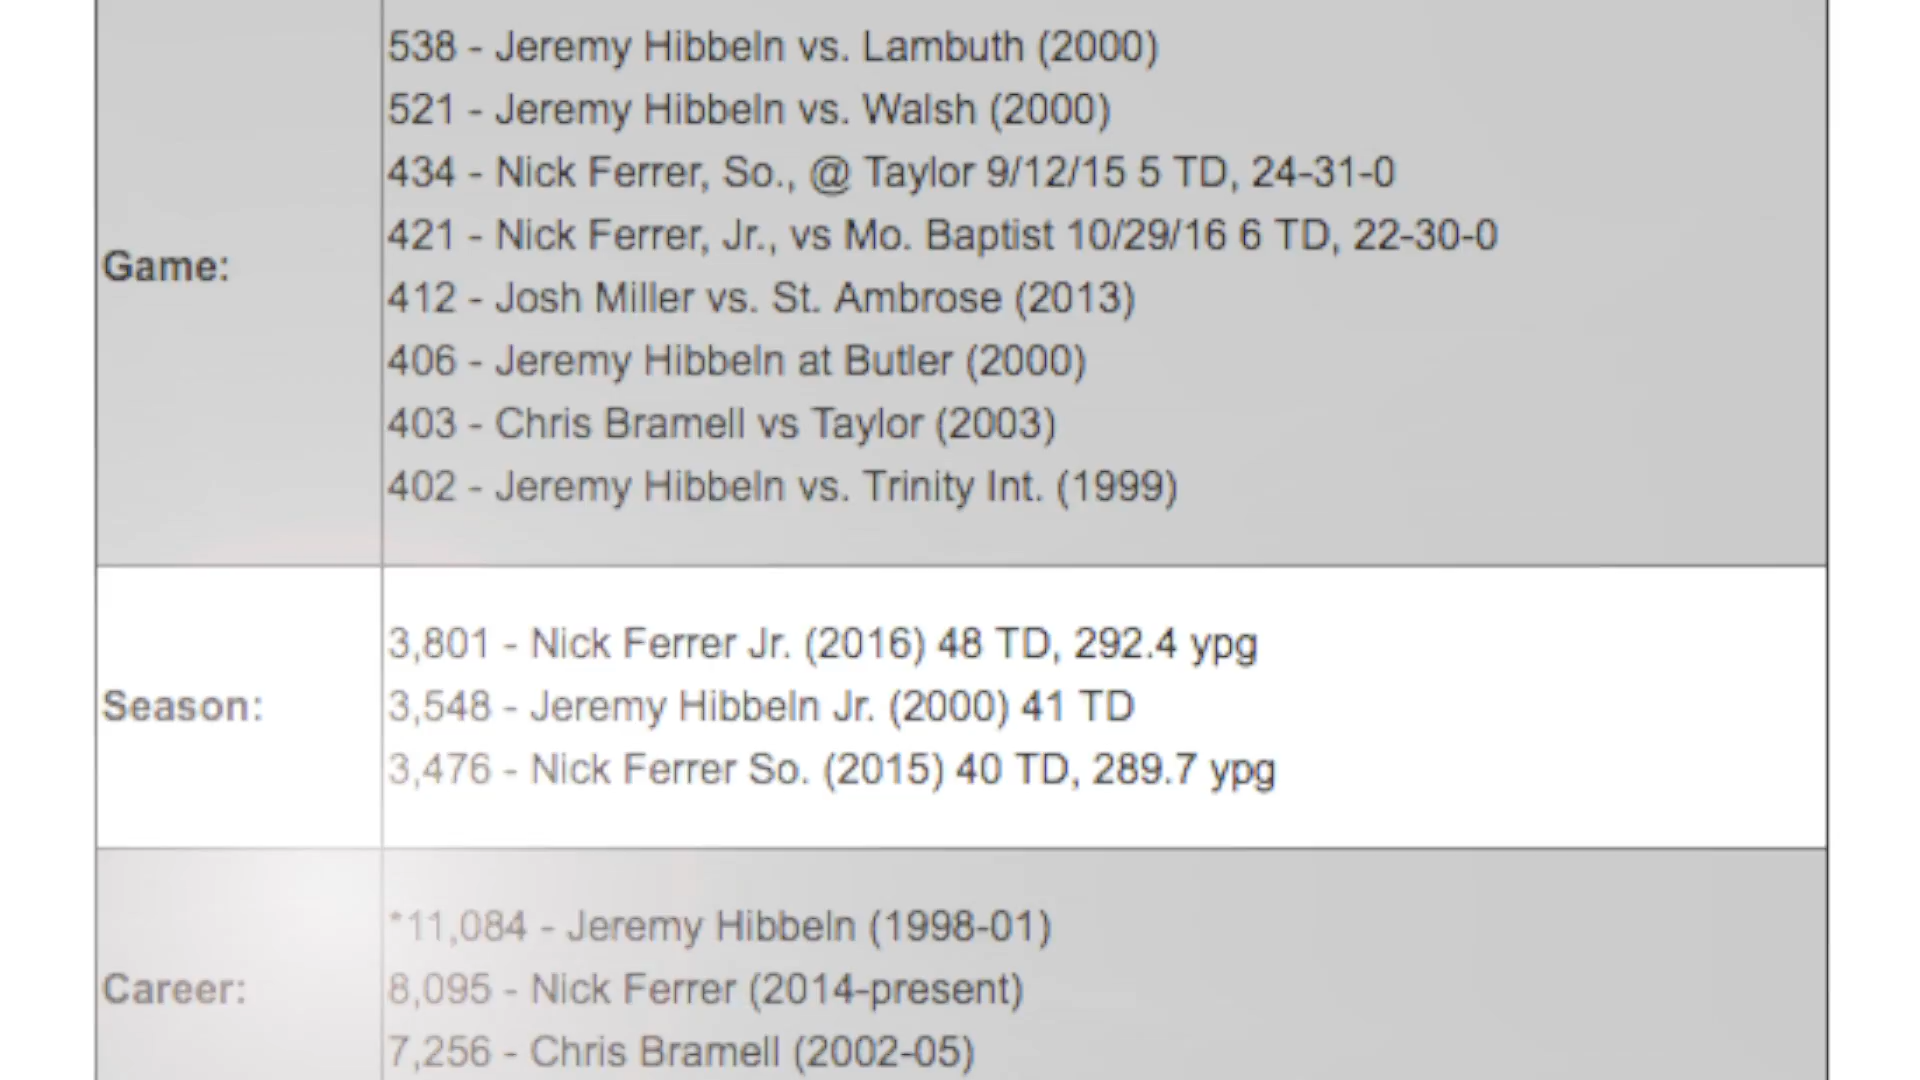 538 - Jeremy Hibbeln vs. Lambuth (2000)
521 - Jeremy Hibbeln vs. Walsh (2000)
434 - Nick Ferrer, So., @ Taylor 9/12/15 5 TD, 24-31-0
421 - Nick Ferrer, Jr., vs Mo. Baptist 10/29/16 6 TD, 22-30-0
Game:
412 - Josh Miller vs. St. Ambrose (2013)
406 - Jeremy Hibbeln at Butler (2000)
403 - Chris Bramell vs Taylor (2003)
402 - Jeremy Hibbeln vs. Trinity Int. (1999)
3,801 - Nick Ferrer Jr. (2016) 48 TD, 292.4 ypg
Season:
3,548 - Jeremy Hibbeln Jr. (2000) 41 TD
3,476 - Nick Ferrer So. (2015) 40 TD, 289.7 ypg
*11,084 - Jeremy Hibbeln (1998-01)
Career:
8,095 - Nick Ferrer (2014-present)
7,256 - Chris Bramell (2002-05)